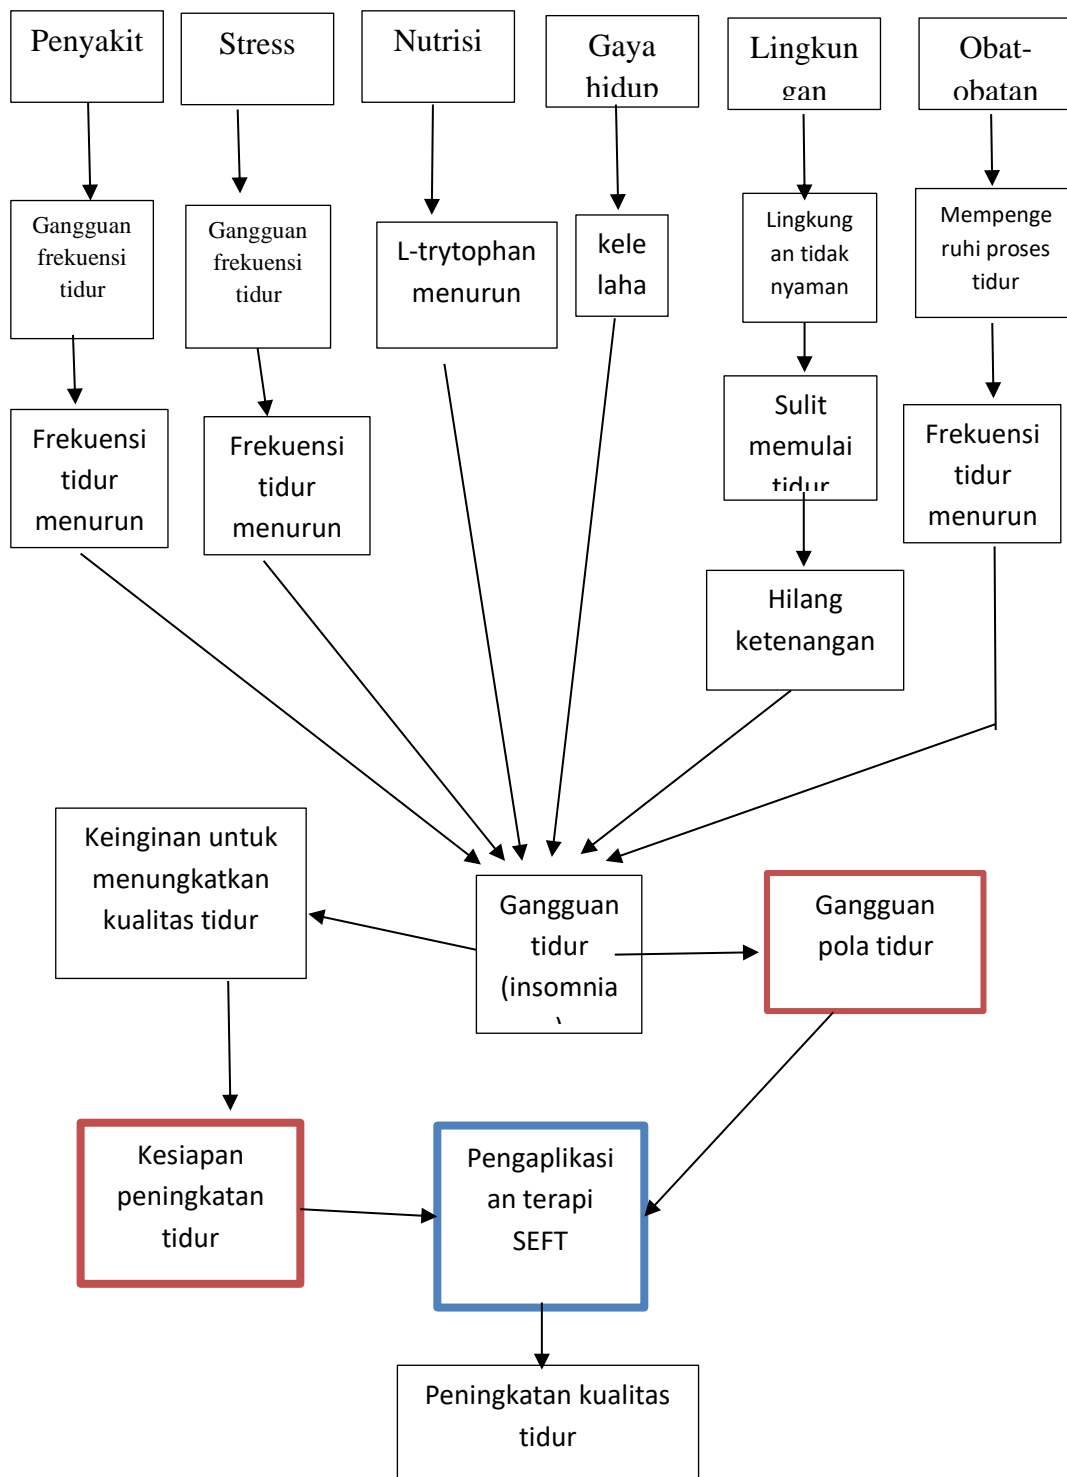 Penyakit
Stress
Nutrisi
Gaya
hidup
Lingkun
gan
Obat-
obatan
Gangguan
frekuensi
tidur
Gangguan
frekuensi
tidur
L-trytophan
menurun
kele
laha
Lingkung
an tidak
nyaman
Mempenge
ruhi proses
tidur
Frekuensi
tidur
menurun
Frekuensi
tidur
menurun
Sulit
memulai
tidur
Frekuensi
tidur
menurun
Hilang
ketenangan
Keinginan untuk
menungkatkan
kualitas tidur
Gangguan
tidur
(insomnia
)
Gangguan
pola tidur
Kesiapan
peningkatan
tidur
Pengaplikasi
an terapi
SEFT
Peningkatan kualitas
tidur